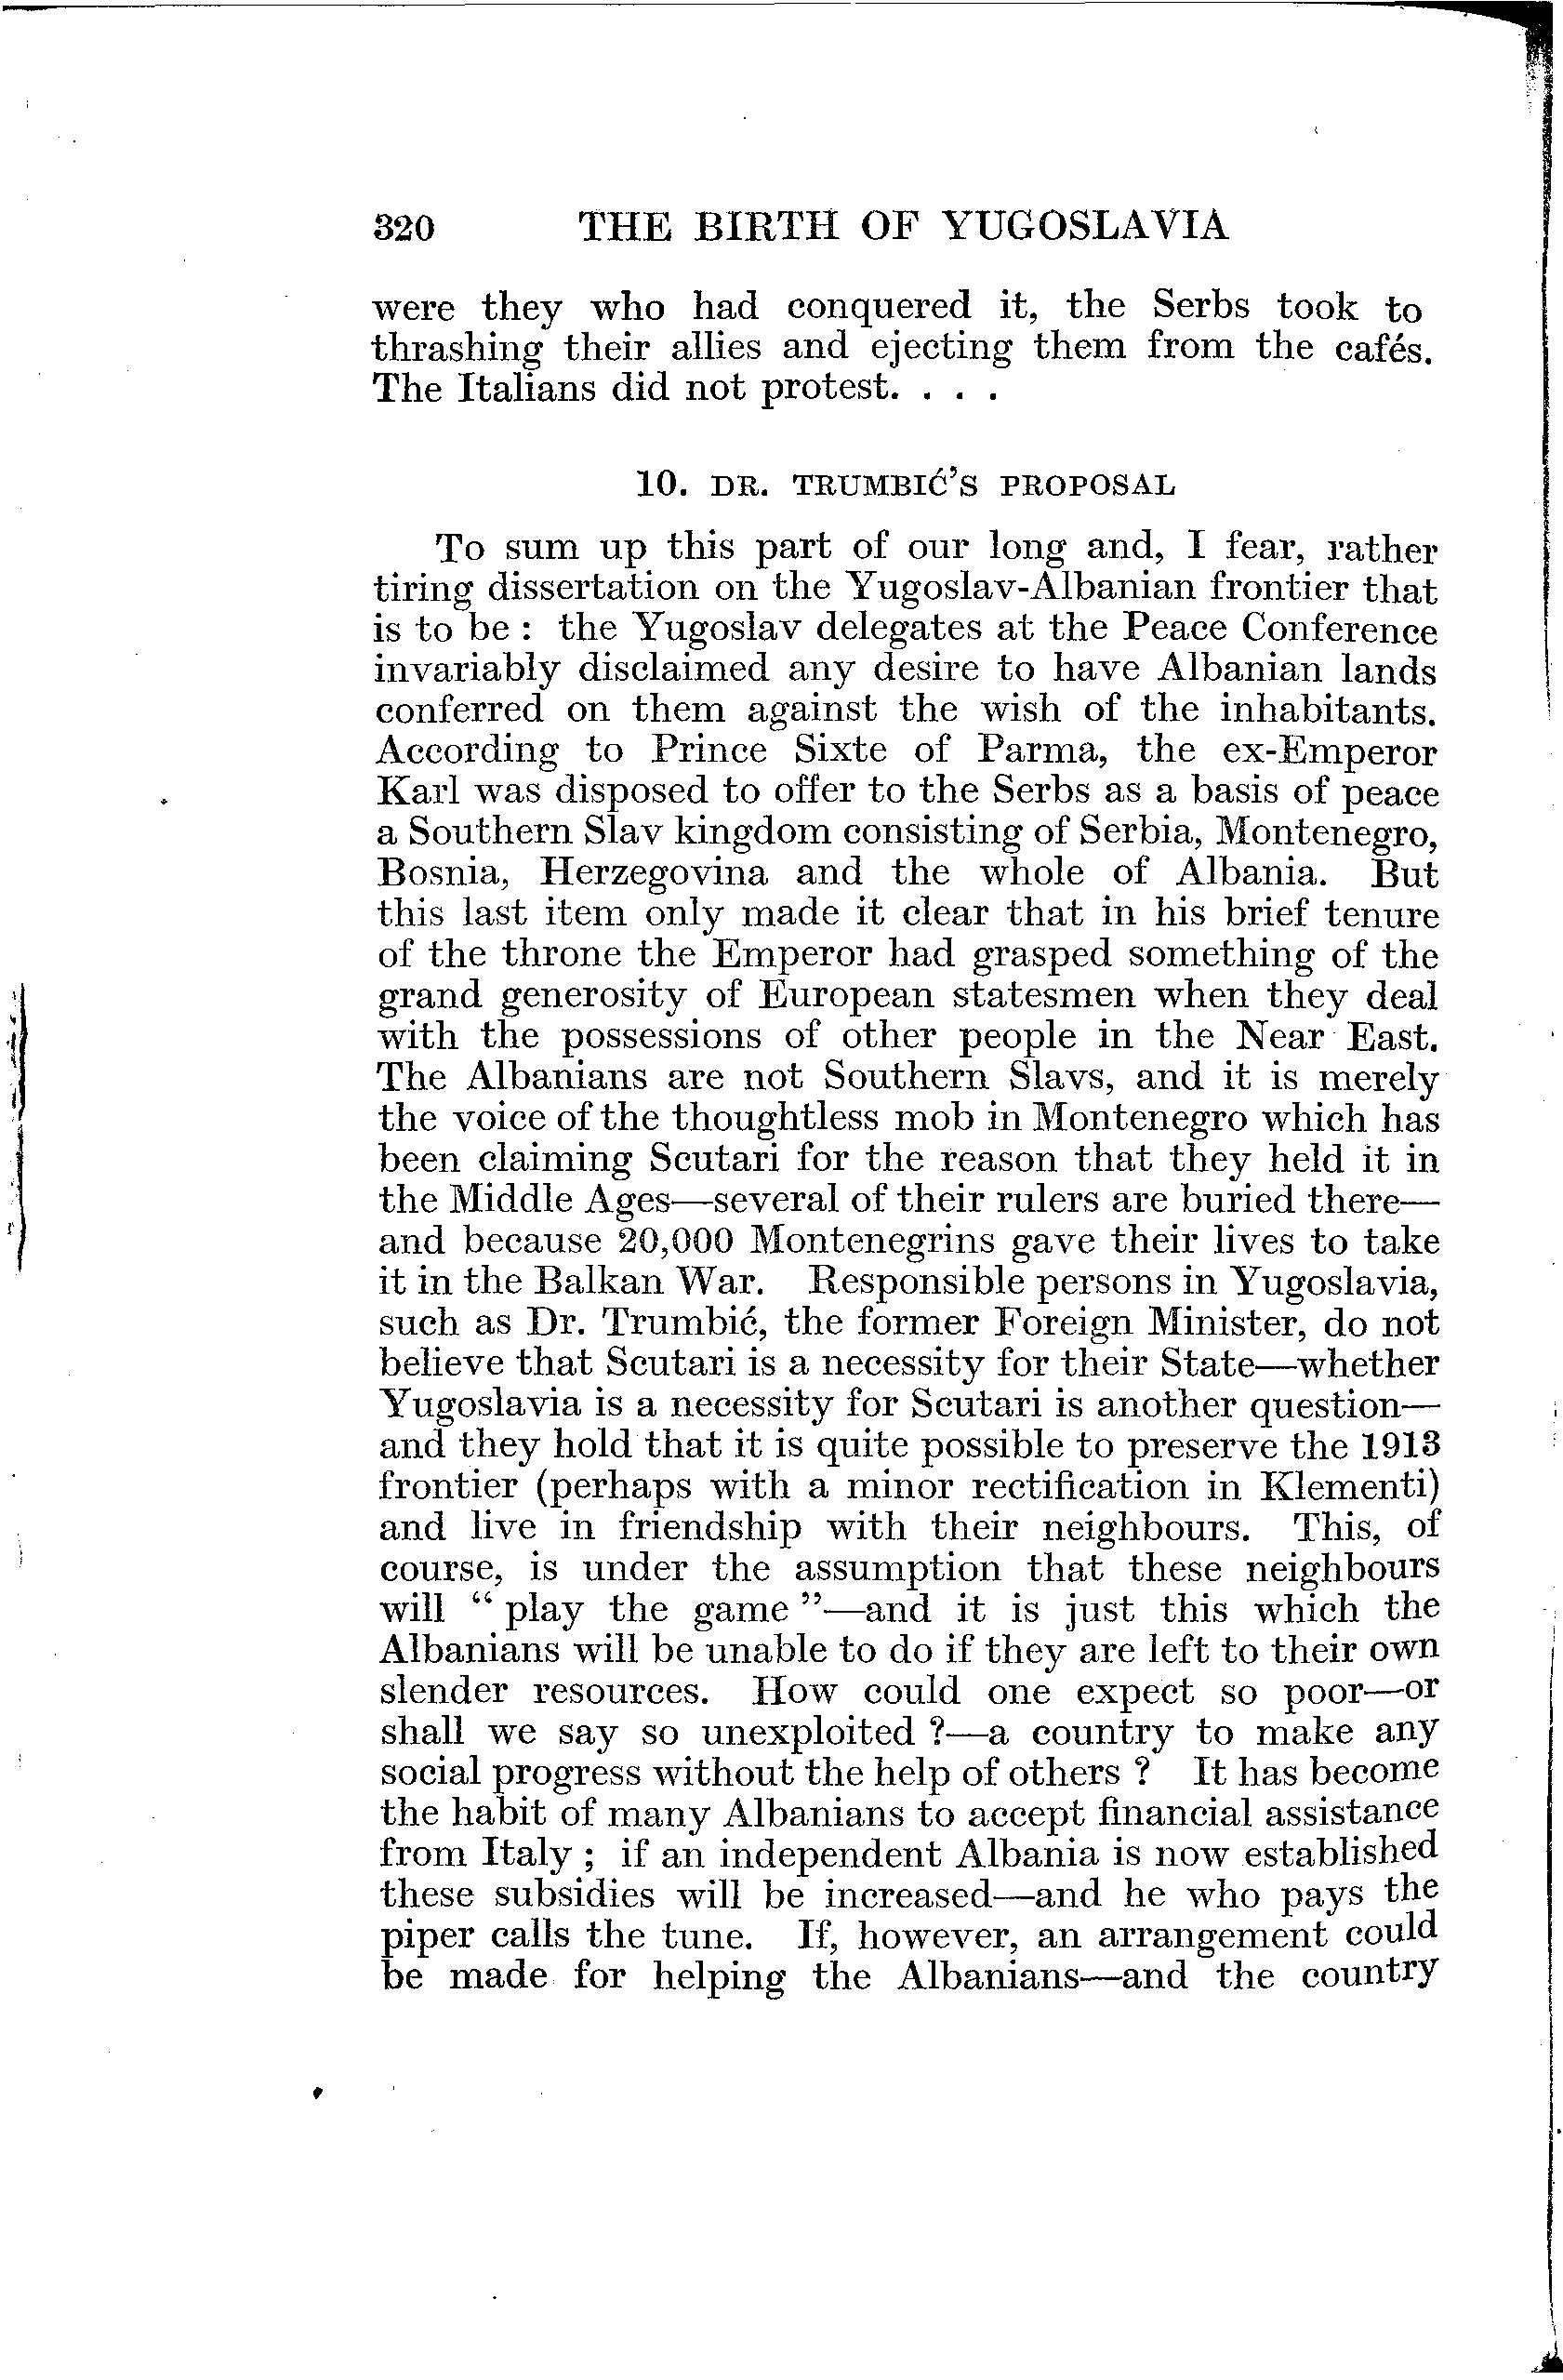 320 THE BIRTH OF YUGOSLAVIA
were they who had conquered it, the Serbs took to
thrashing their allies and ejecting them from the cafés.
The Italians did not protest. . . .
10. DR. TRUMBIĆ'S PROPOSAL
To sum up this part of our long and, I fear, rather
tiring dissertation on the Yugoslav-Albanian frontier that
is to be : the Yugoslav delegates at the Peace Conference
invariably disclaimed any desire to have Albanian lands
conferred on them against the wish of the inhabitants.
According to Prince Sixte of Parma, the ex-Emperor
Karl was disposed to offer to the Serbs as a basis of peace
a Southern Slav kingdom consisting of Serbia, Montenegro,
Bosnia, Herzegovina and the whole of Albania. But
this last item only made it clear that in his brief tenure
of the throne the Emperor had grasped something of the
grand generosity of European statesmen when they deal
with the possessions of other people in the Near East.
The Albanians are not Southern Slavs, and it is merely
the voice of the thoughtless mob in Montenegro which has
been claiming Scutari for the reason that they held it in
the Middle Ages—several of their rulers are buried there—
and because 20,000 Montenegrins gave their lives to take
it in the Balkan War. Responsible persons in Yugoslavia,
such as Dr. Trumbić, the former Foreign Minister, do not
believe that Scutari is a necessity for their State—whether
Yugoslavia is a necessity for Scutari is another question—
and they hold that it is quite possible to preserve the 1913
frontier (perhaps with a minor rectification in Klementi)
and live in friendship with their neighbours. This, of
course, is under the assumption that these neighbours
will “ play the game ”—and it is just this which the
Albanians will be unable to do if they are left to their own
slender resources. How could one expect so poor—or
shall we say so unexploited ?—a country to make any
social progress without the help of others ? It has become
the habit of many Albanians to accept financial assistance
from Italy ; if an independent Albania is now established
these subsidies will be increased—and he who pays the
piper calls the tune. If, however, an arrangement could
be made for helping the Albanians—and the country